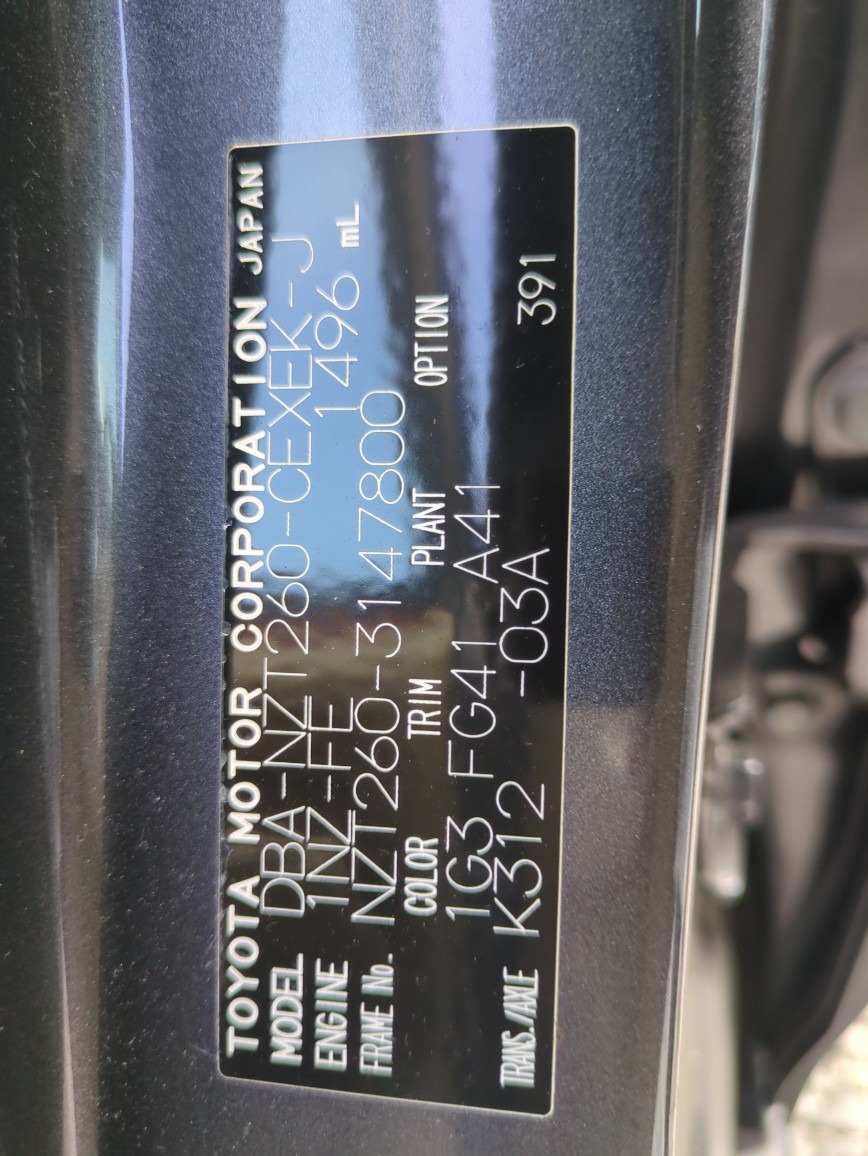 TOYOTA MOTOR CORPORATION JAPAN
MODEL DBA-NZT260-CEXEK-J
ENGINE 1NZ-FE 1496 mL
FRAME No. NZT260-3147800
COLOR TRIM PLANT OPTION
1G3 FG41 A41
TRANS./AXLE K312 -03A 391